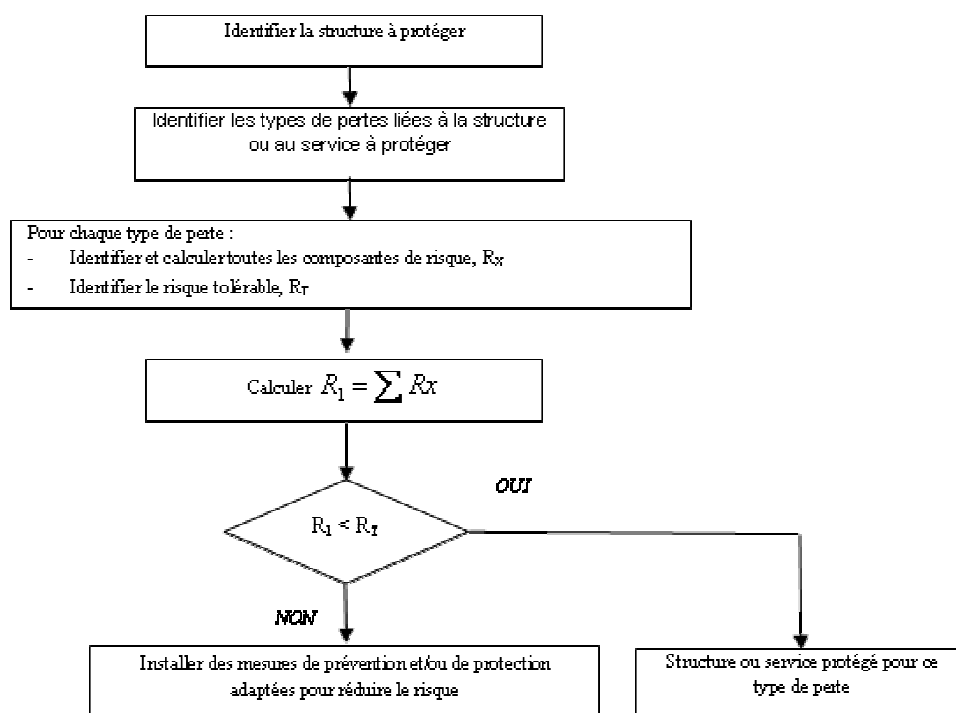 Identifier la structure à protéger
Identifier les types de pertes liées à la structure
ou au service à protéger
Pour chaque type de perte :
- Identifier et calculer toutes les composantes de risque, Rx
- Identifier le risque tolérable, RT
Calculer R1 = ∑ Rx
OUI
R1 < RT
NON
Installer des mesures de prévention et/ou de protection
adaptées pour réduire le risque
Structure ou service protégé pour ce
type de perte